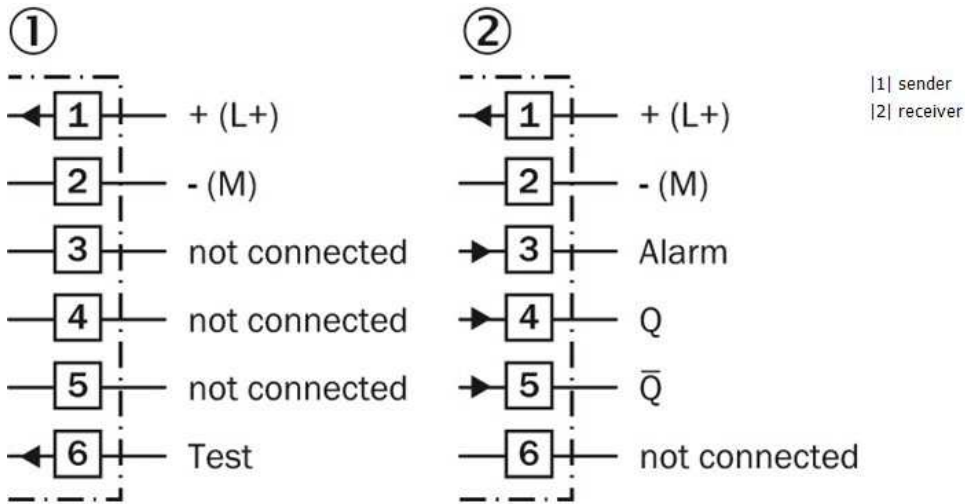 ①
1 + (L+)
2 - (M)
3 not connected
4 not connected
5 not connected
6 Test
②
1 + (L+)
2 - (M)
3 Alarm
4 Q
5 Q̅
6 not connected
|1| sender
|2| receiver